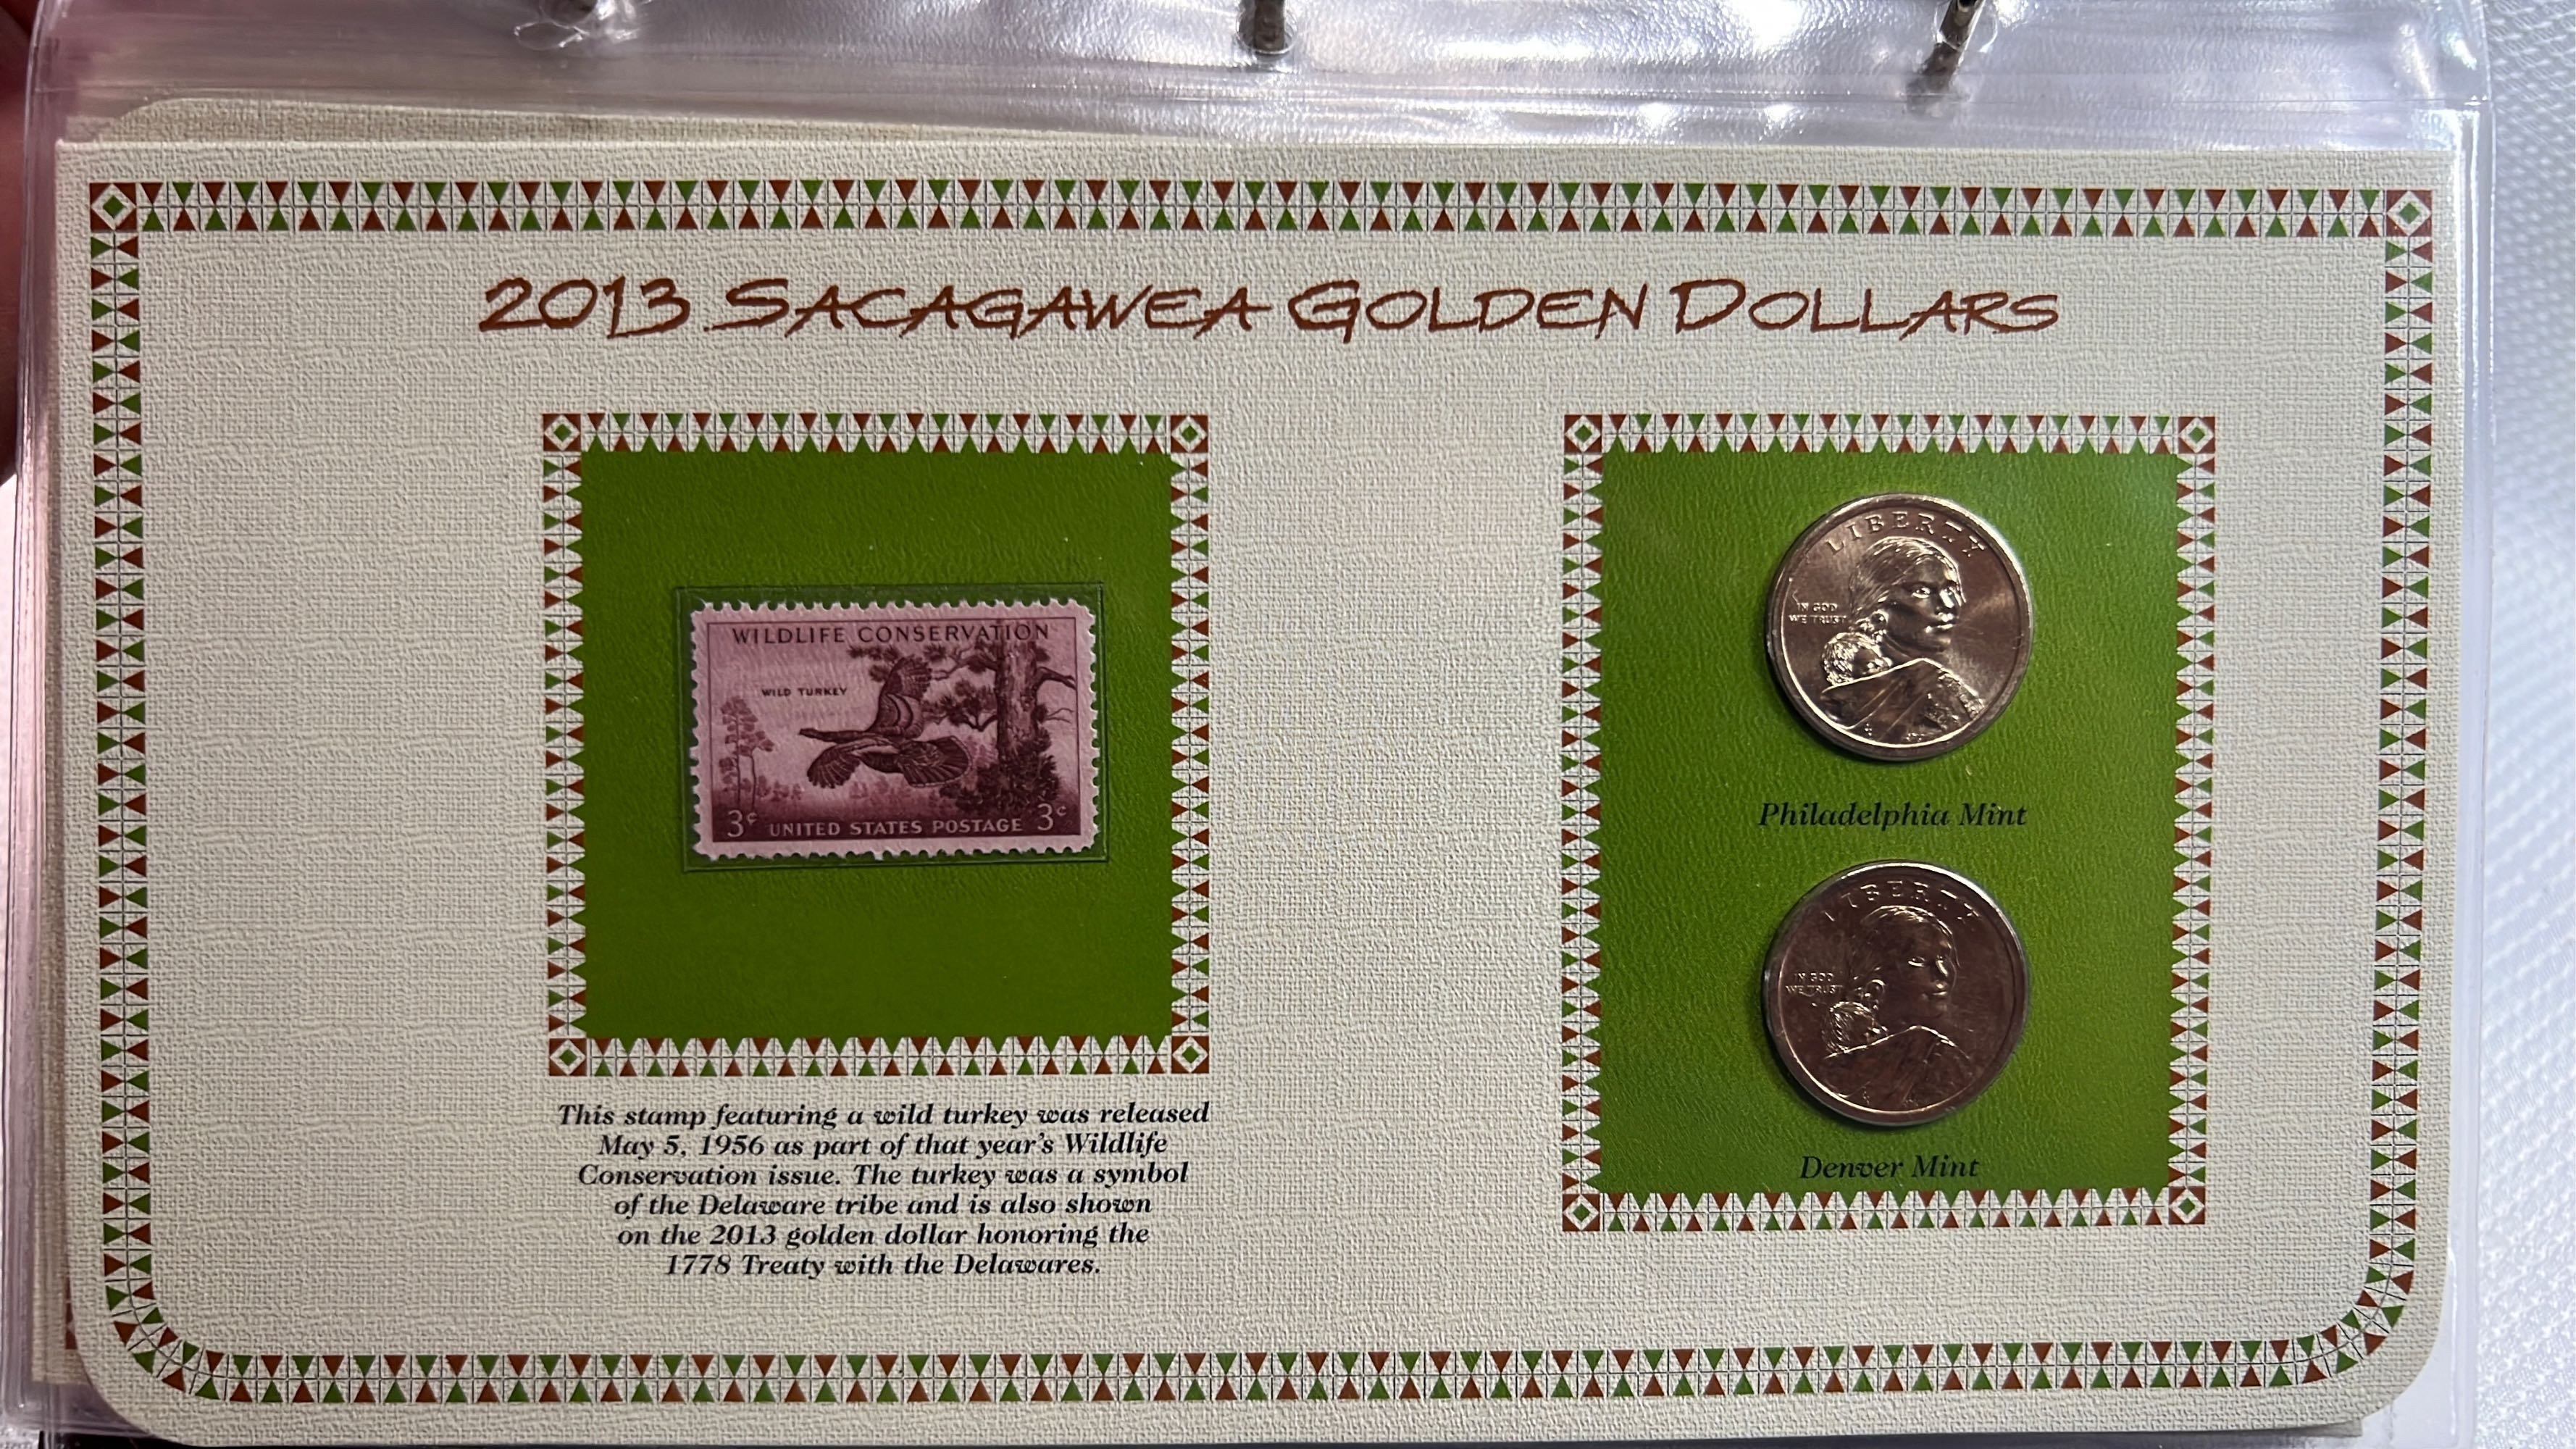 2013 SACAGAWEA GOLDEN DOLLARS
WILDLIFE CONSERVATION
WILD TURKEY
3¢ UNITED STATES POSTAGE 3¢
This stamp featuring a wild turkey was released
May 5, 1956 as part of that year's Wildlife
Conservation issue. The turkey was a symbol
of the Delaware tribe and is also shown
on the 2013 golden dollar honoring the
1778 Treaty with the Delawares.
LIBERTY
IN GOD
WE TRUST
Philadelphia Mint
LIBERTY
IN GOD
WE TRUST
Denver Mint